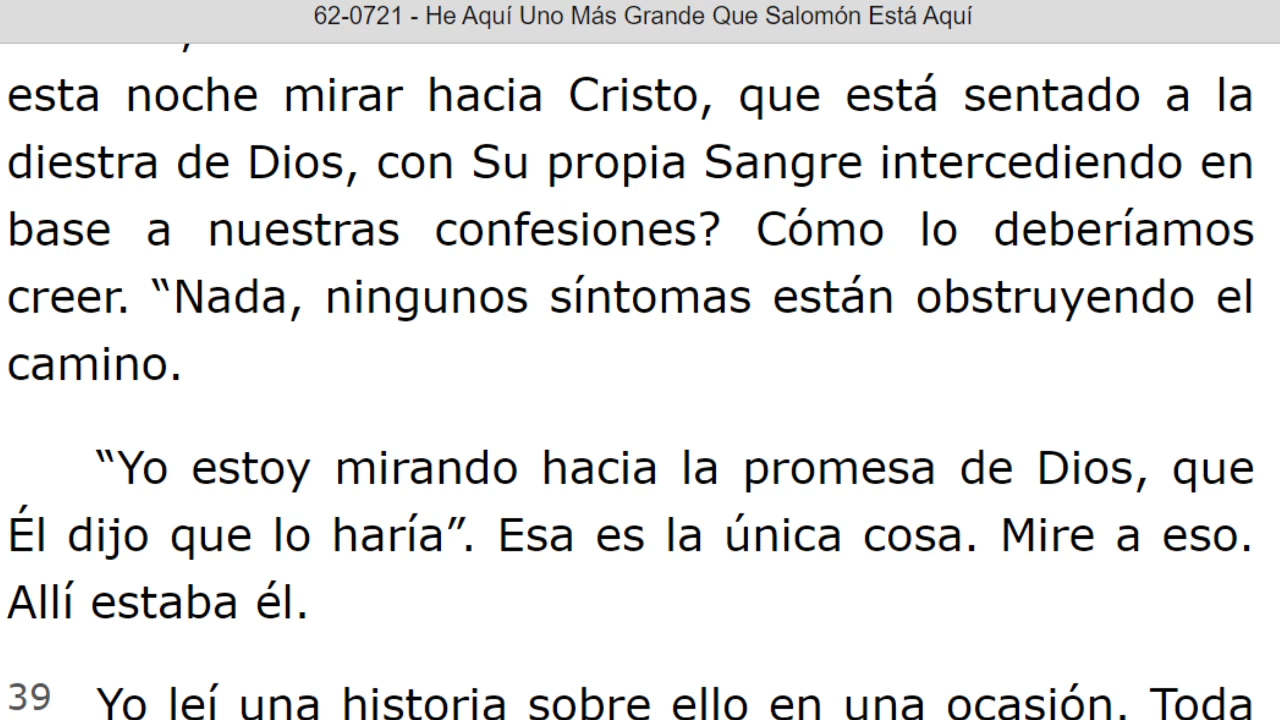 62-0721 - He Aquí Uno Más Grande Que Salomón Está Aquí
esta noche mirar hacia Cristo, que está sentado a la
diestra de Dios, con Su propia Sangre intercediendo en
base a nuestras confesiones? Cómo lo deberíamos
creer. “Nada, ningunos síntomas están obstruyendo el
camino.
“Yo estoy mirando hacia la promesa de Dios, que
Él dijo que lo haría”. Esa es la única cosa. Mire a eso.
Allí estaba él.
39 Yo leí una historia sobre ello en una ocasión. Toda